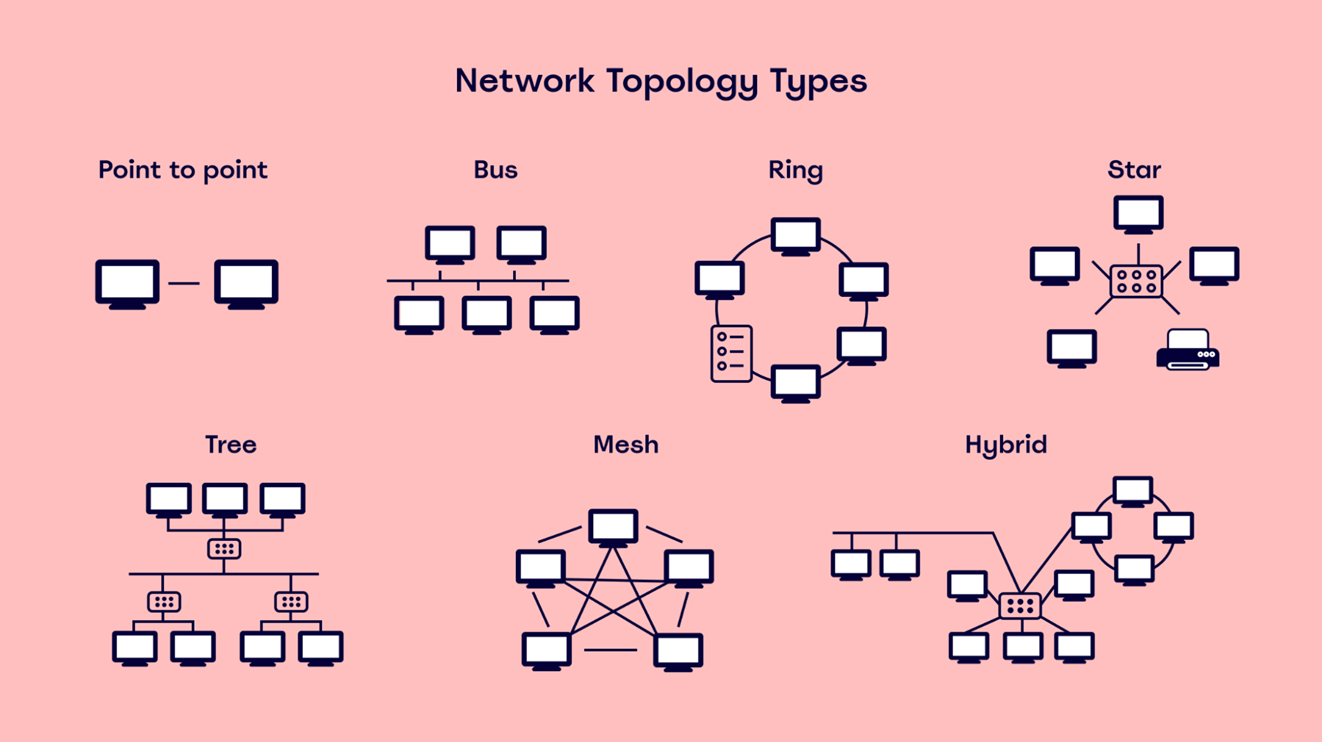 Network Topology Types
Point to point
Bus
Ring
Star
Tree
Mesh
Hybrid